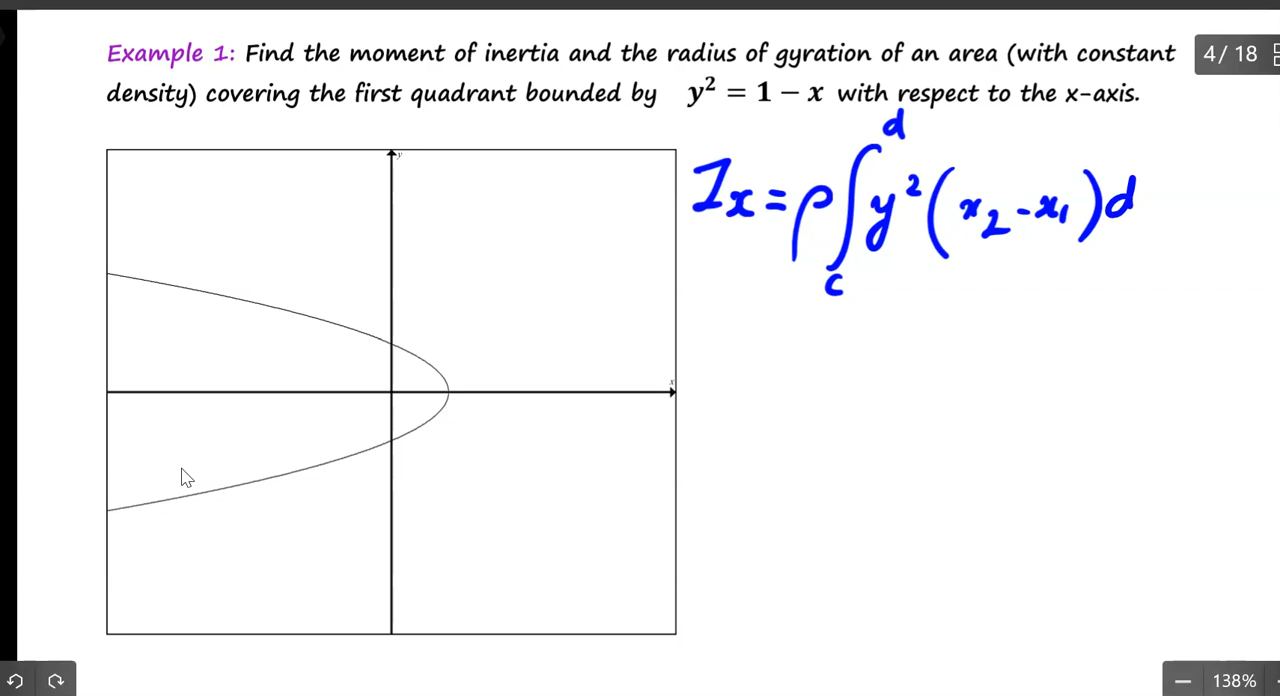 Example 1: Find the moment of inertia and the radius of gyration of an area (with constant
4 / 18
density) covering the first quadrant bounded by y² = 1 − x with respect to the x-axis.
y
Ix = ρ∫_c^d y²(x₂ - x₁)d
x
138%